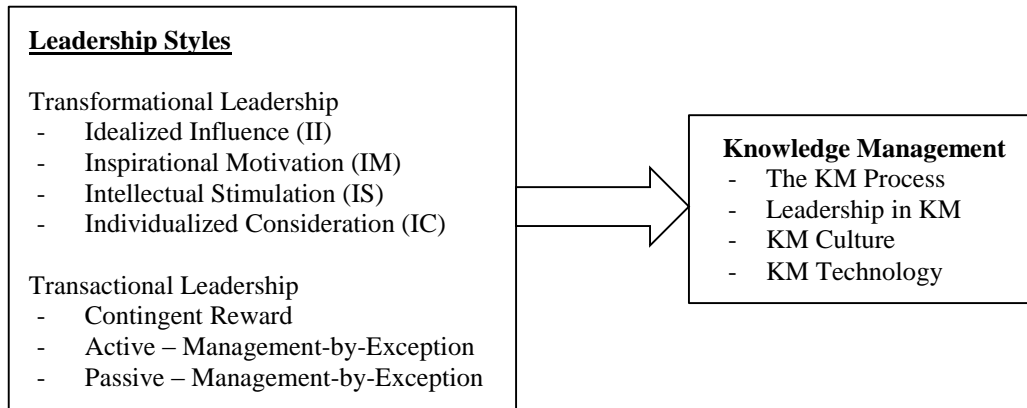 Leadership Styles
Transformational Leadership
- Idealized Influence (II)
- Inspirational Motivation (IM)
- Intellectual Stimulation (IS)
- Individualized Consideration (IC)
Transactional Leadership
- Contingent Reward
- Active – Management-by-Exception
- Passive – Management-by-Exception
Knowledge Management
- The KM Process
- Leadership in KM
- KM Culture
- KM Technology